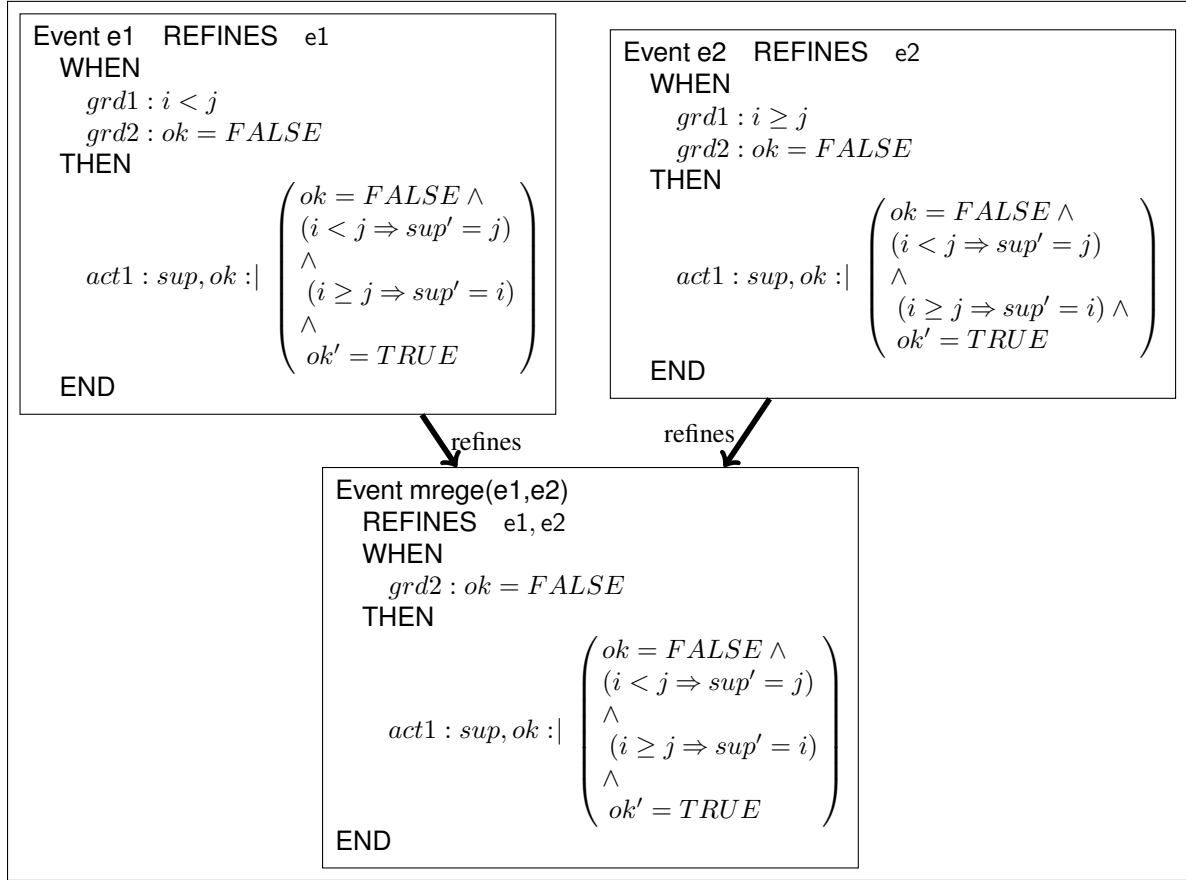 Event e1 REFINES e1
WHEN
grd1 : i < j
grd2 : ok = FALSE
THEN
act1 : sup, ok :|
ok = FALSE ∧
(i < j ⇒ sup′ = j)
∧
(i ≥ j ⇒ sup′ = i)
∧
ok′ = TRUE
END
Event e2 REFINES e2
WHEN
grd1 : i ≥ j
grd2 : ok = FALSE
THEN
act1 : sup, ok :|
ok = FALSE ∧
(i < j ⇒ sup′ = j)
∧
(i ≥ j ⇒ sup′ = i) ∧
ok′ = TRUE
END
refines
refines
Event mrege(e1,e2)
REFINES e1, e2
WHEN
grd2 : ok = FALSE
THEN
act1 : sup, ok :|
ok = FALSE ∧
(i < j ⇒ sup′ = j)
∧
(i ≥ j ⇒ sup′ = i)
∧
ok′ = TRUE
END